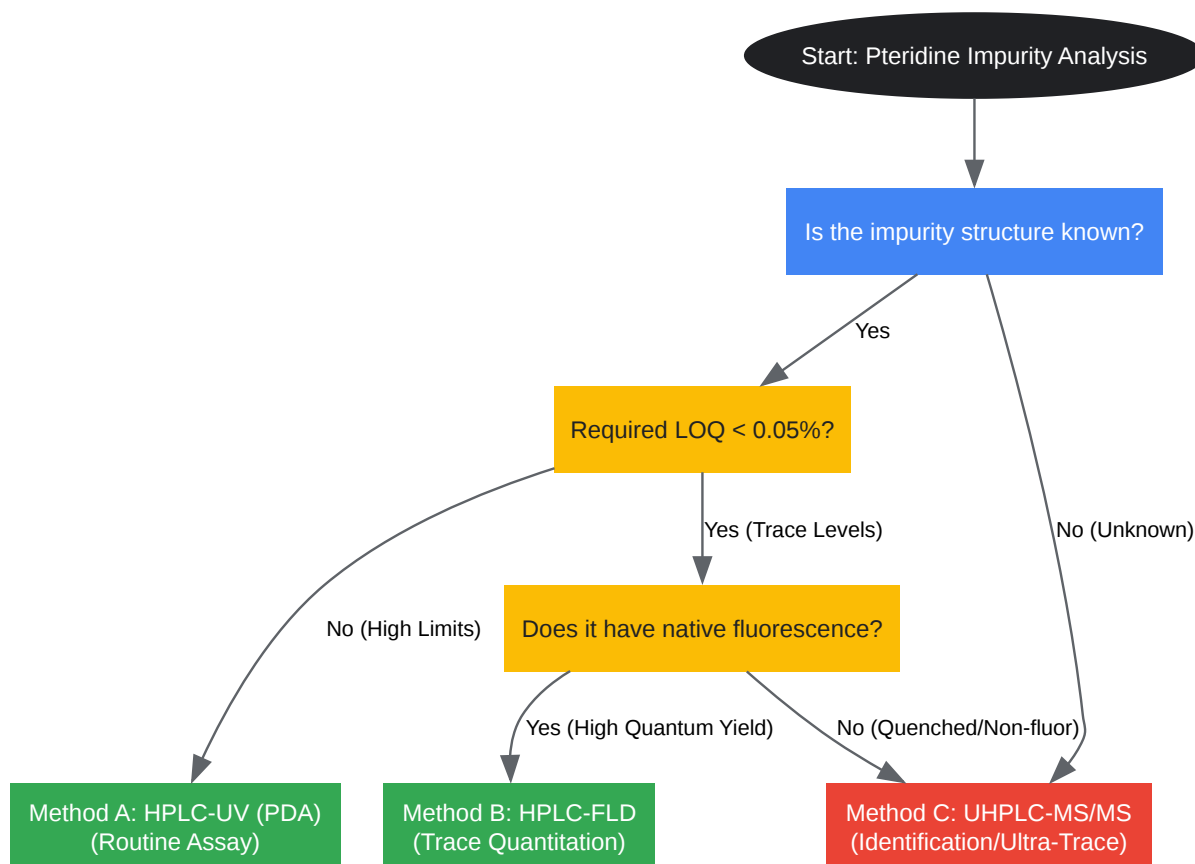 Start: Pteridine Impurity Analysis
Is the impurity structure known?
Yes
Required LOQ < 0.05%?
Yes (Trace Levels)
No (Unknown)
No (High Limits)
Does it have native fluorescence?
Yes (High Quantum Yield)
No (Quenched/Non-fluor)
Method A: HPLC-UV (PDA)
(Routine Assay)
Method B: HPLC-FLD
(Trace Quantitation)
Method C: UHPLC-MS/MS
(Identification/Ultra-Trace)